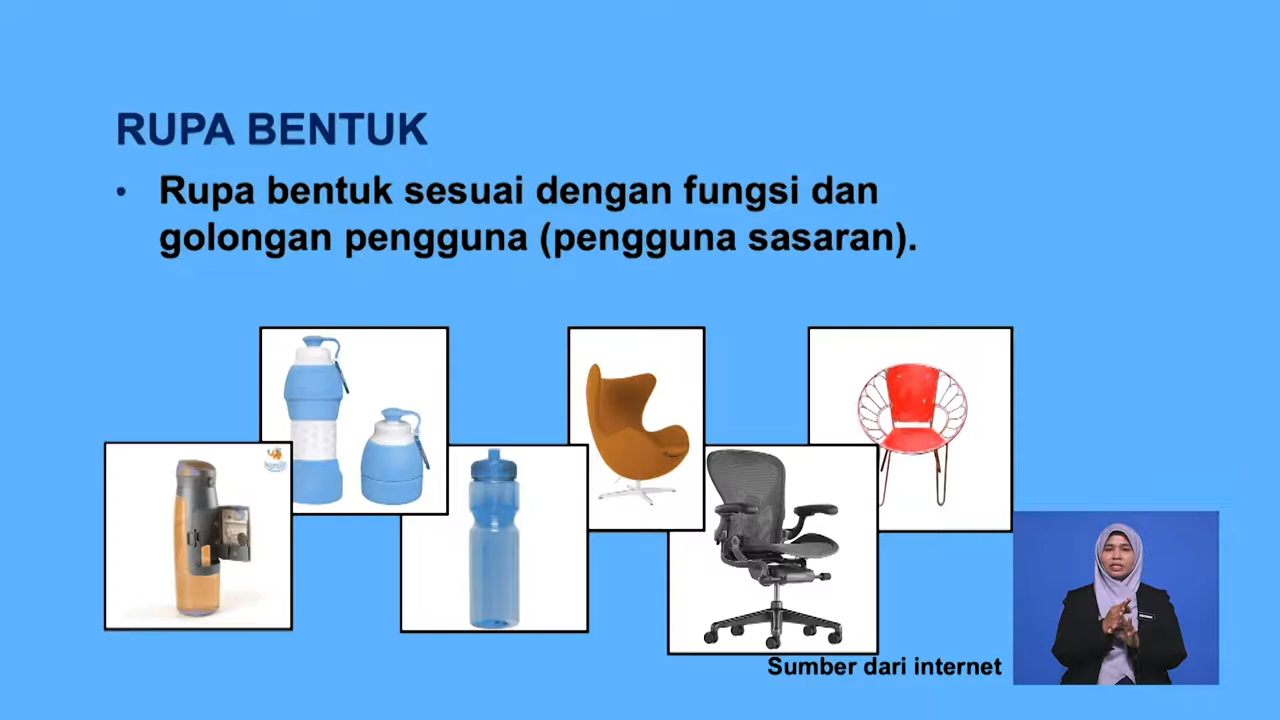 RUPA BENTUK
• Rupa bentuk sesuai dengan fungsi dan
golongan pengguna (pengguna sasaran).
Sumber dari internet